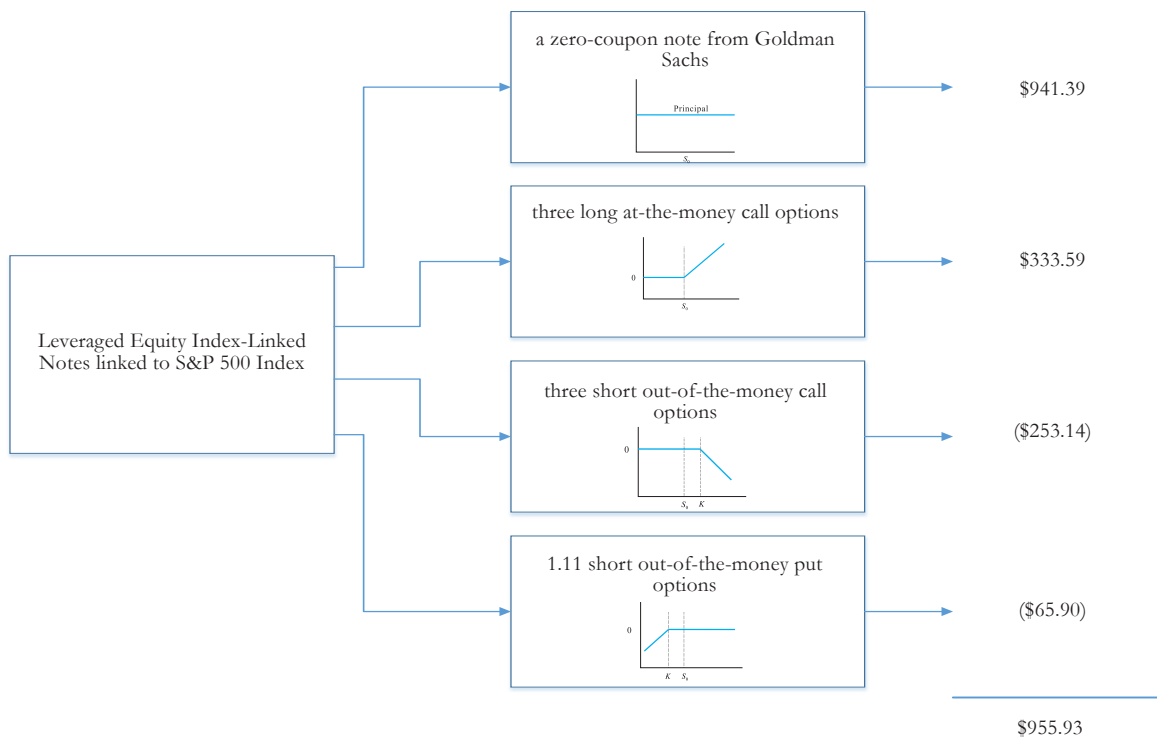 a zero-coupon note from Goldman
Sachs
Principal
S₀
$941.39
three long at-the-money call options
0
S₀
$333.59
Leveraged Equity Index-Linked
Notes linked to S&P 500 Index
three short out-of-the-money call
options
0
S₀ K
($253.14)
1.11 short out-of-the-money put
options
0
K S₀
($65.90)
$955.93